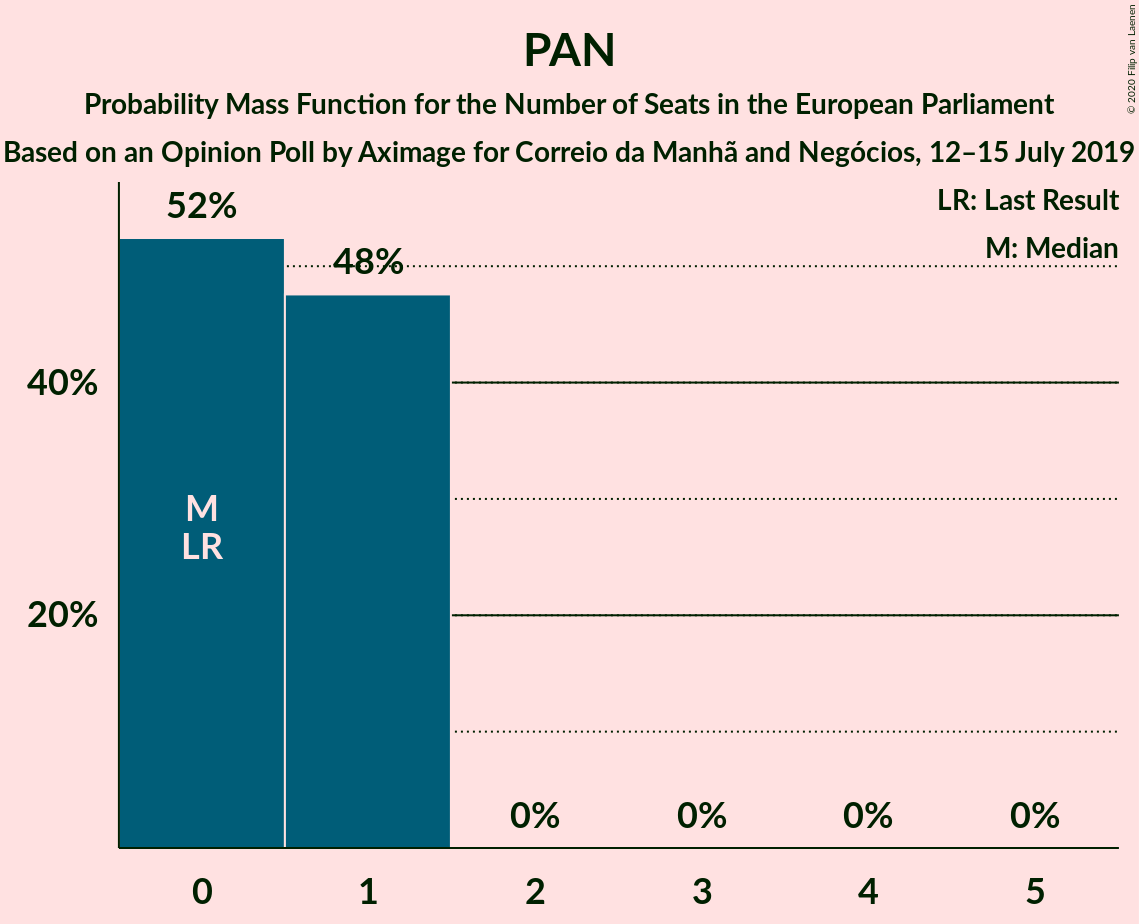 PAN
Probability Mass Function for the Number of Seats in the European Parliament
Based on an Opinion Poll by Aximage for Correio da Manhã and Negócios, 12–15 July 2019
© 2020 Filip van Laenen
LR: Last Result
M: Median
52%
48%
40%
20%
M
LR
0%
0%
0%
0%
0
1
2
3
4
5